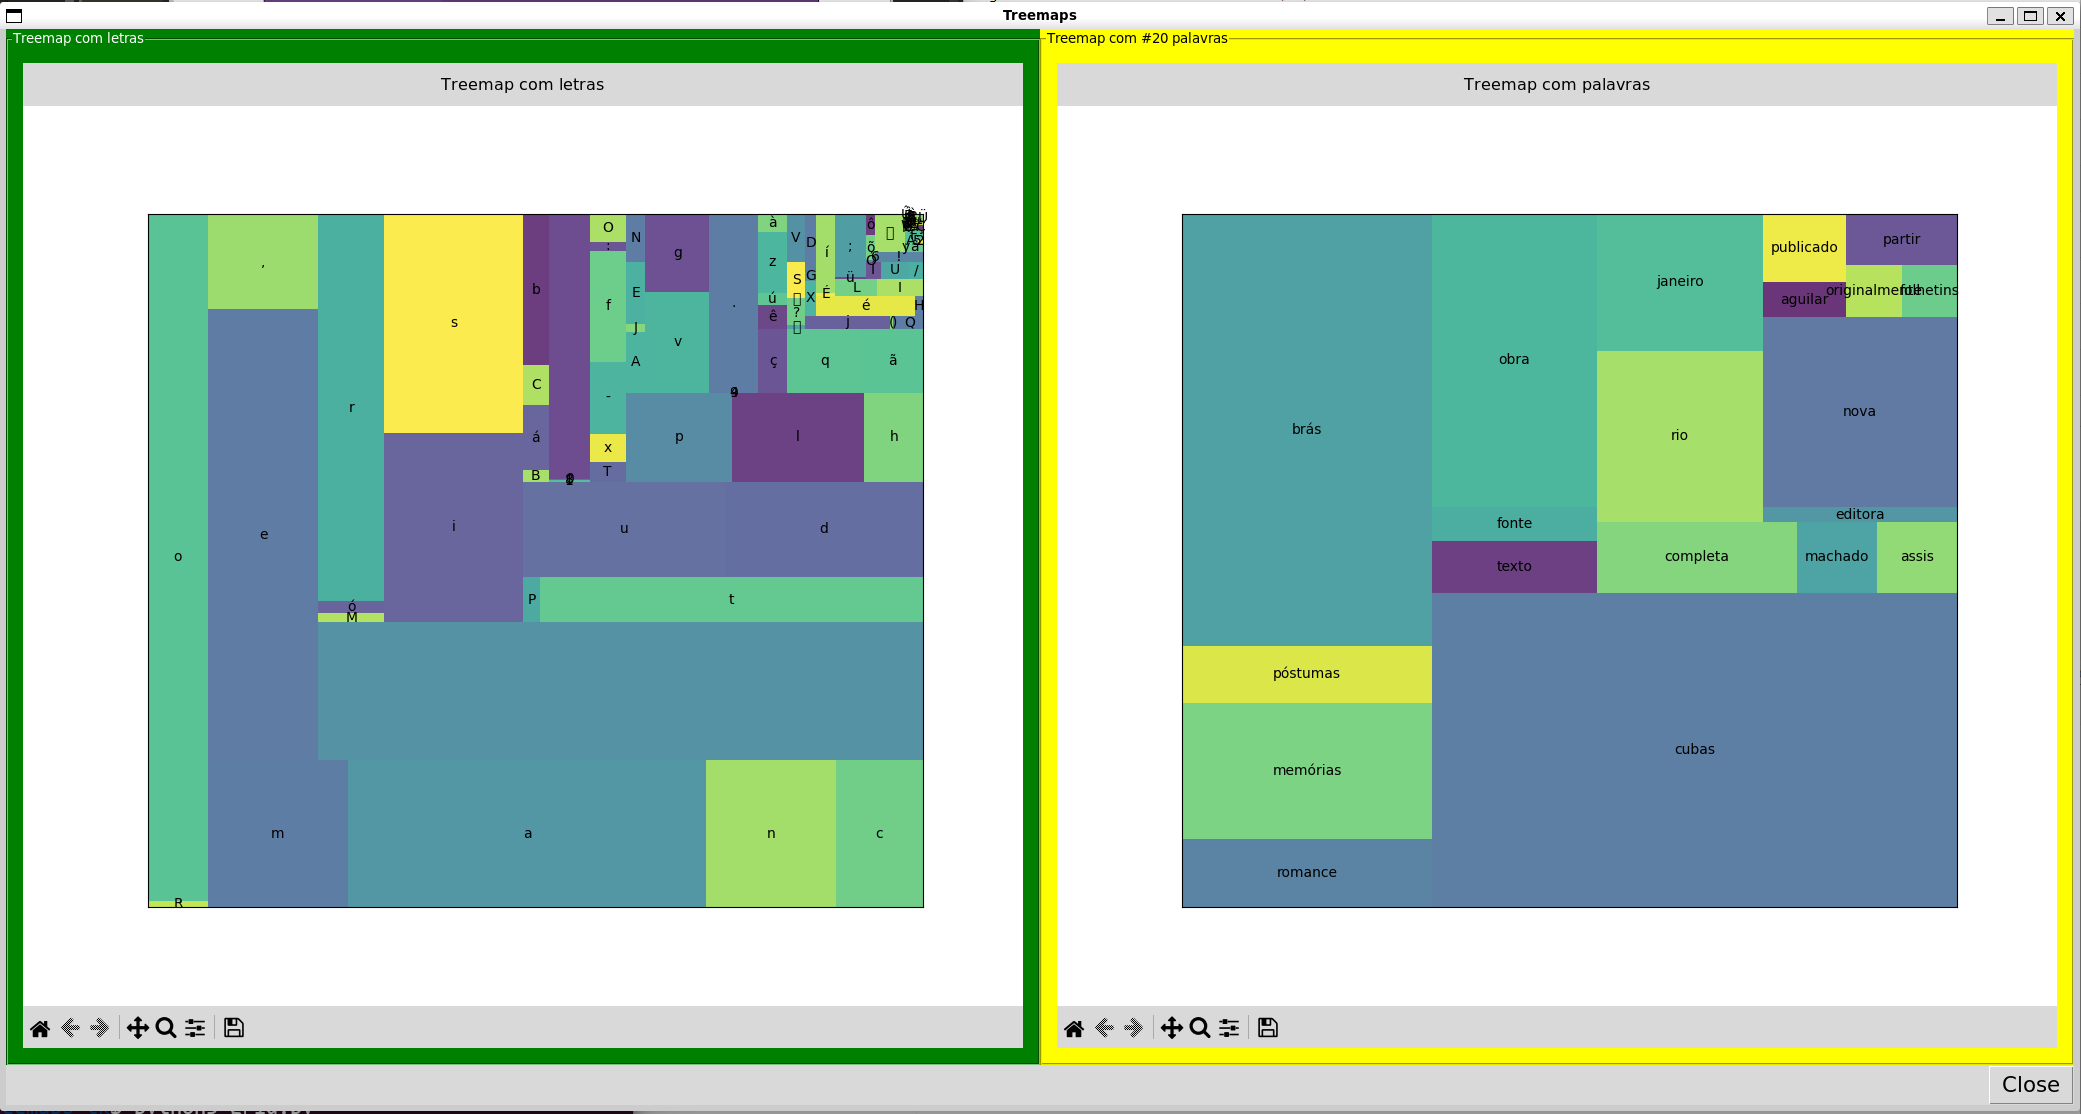 Treemaps
Treemap com letras
Treemap com letras
,
o
e
r
s
i
b
C
á
B
O
:
f
-
x
T
N
E
J
A
g
v
.
p
l
h
à
z
ú
ê
ç
V
S
?
D
G
X
í
É
;
ü
L
I
é
j
()
Q
H
q
ã
ô
õ
!
U
/
u
d
P
t
ó
M
m
a
n
c
R
Treemap com #20 palavras
Treemap com palavras
brás
obra
janeiro
publicado
partir
aguilar
originalmente
folhetins
rio
nova
fonte
editora
texto
completa
machado
assis
póstumas
memórias
cubas
romance
Close